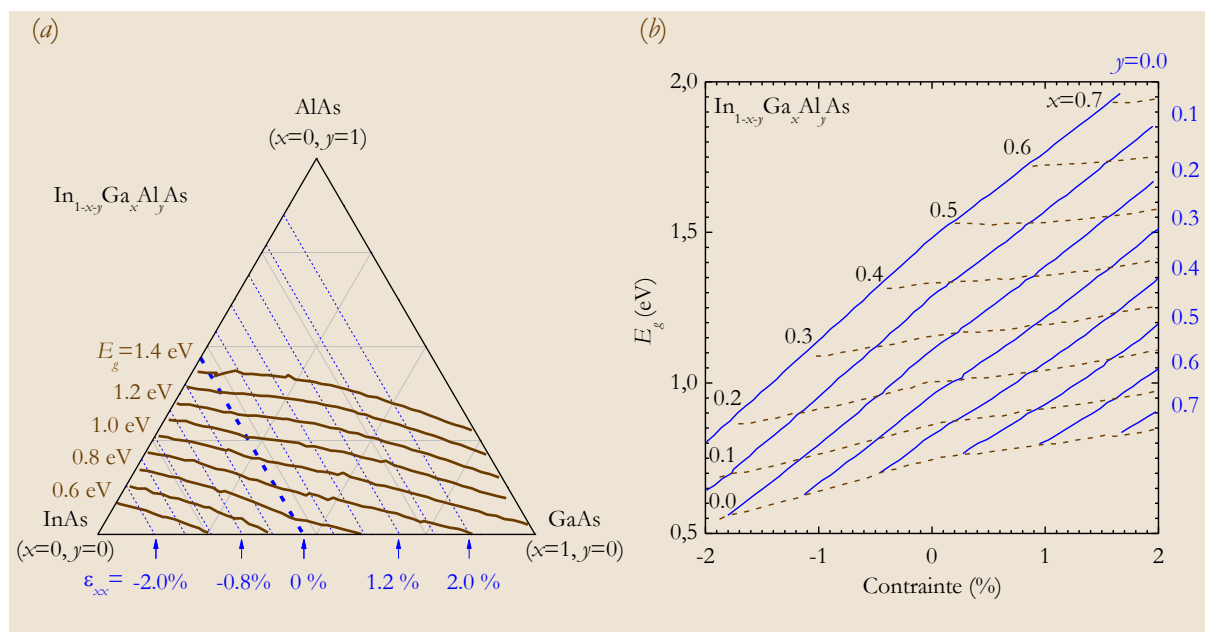 (a)
AlAs
(x=0, y=1)
In1-x-yGaxAlyAs
Eg=1.4 eV
1.2 eV
1.0 eV
0.8 eV
0.6 eV
InAs
(x=0, y=0)
GaAs
(x=1, y=0)
εxx= -2.0% -0.8% 0 % 1.2 % 2.0 %
(b)
y=0.0
2,0
In1-x-yGaxAlyAs
x=0.7
0.1
0.6
0.2
0.5
0.3
1,5
0.4
0.4
0.3
0.5
Eg (eV)
0.6
1,0
0.2
0.7
0.1
0.0
0,5
-2 -1 0 1 2
Contrainte (%)